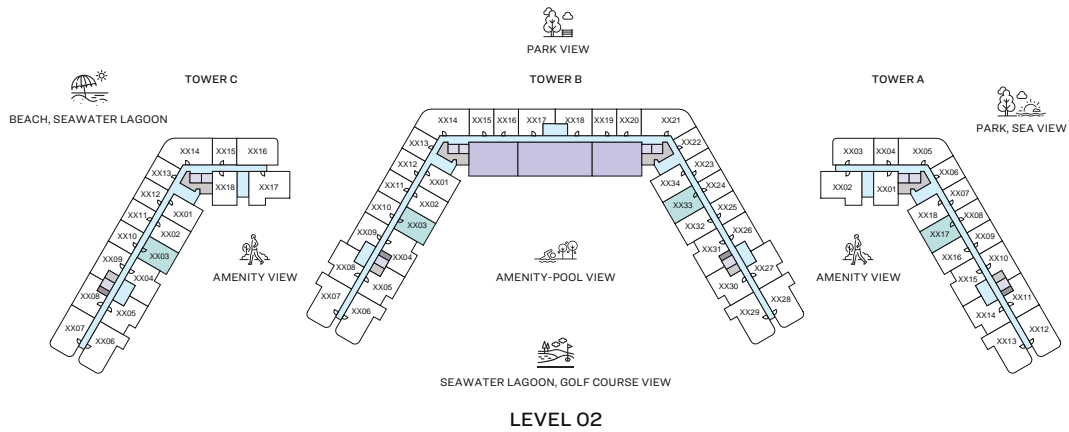 PARK VIEW
TOWER C
TOWER B
TOWER A
BEACH, SEAWATER LAGOON
PARK, SEA VIEW
XX14
XX15
XX16
XX13
XX12
XX11
XX10
XX09
XX08
XX07
XX06
XX05
XX04
XX03
XX02
XX01
XX18
XX17
AMENITY VIEW
XX14
XX15
XX16
XX17
XX18
XX19
XX20
XX21
XX13
XX12
XX11
XX10
XX09
XX08
XX07
XX06
XX05
XX04
XX03
XX02
XX01
XX22
XX23
XX24
XX25
XX26
XX27
XX28
XX29
XX30
XX31
XX32
XX33
XX34
AMENITY-POOL VIEW
AMENITY VIEW
XX03
XX04
XX05
XX02
XX01
XX06
XX07
XX08
XX09
XX10
XX11
XX12
XX13
XX14
XX15
XX16
XX17
XX18
SEAWATER LAGOON, GOLF COURSE VIEW
LEVEL 02